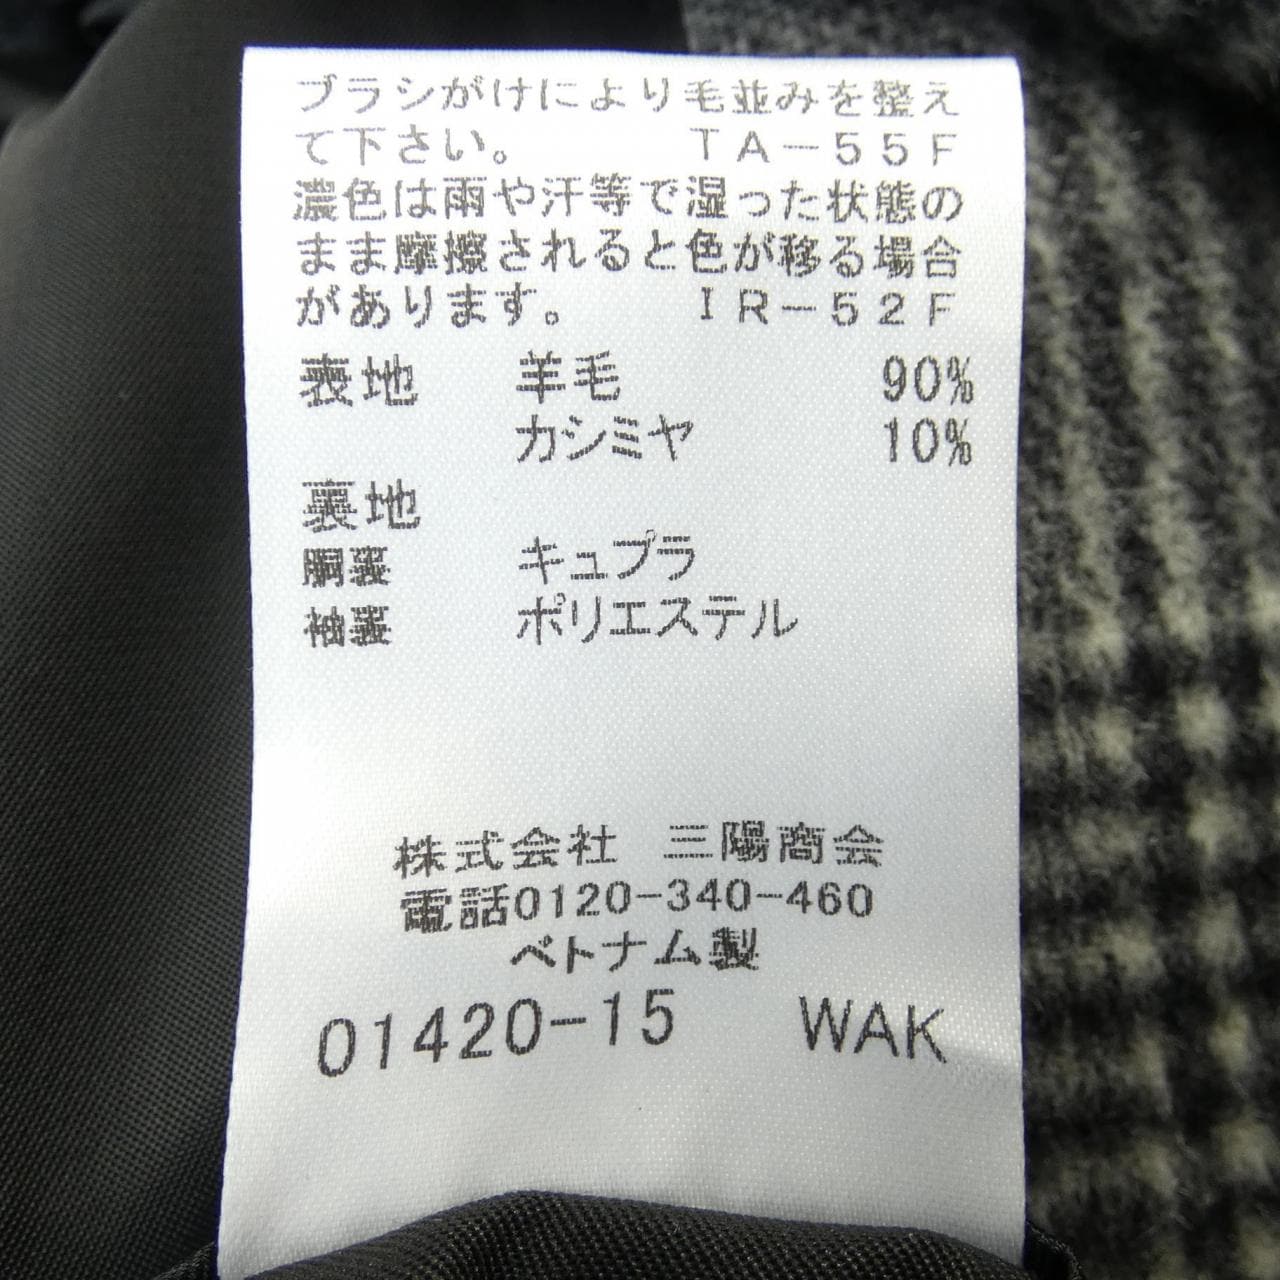 ブラシがけにより毛並みを整え
て下さい。 TA-55F
濃色は雨や汗等で湿った状態の
まま摩擦されると色が移る場合
があります。 IR-52F
表地 羊毛 90%
カシミヤ 10%
裏地
胴裏 キュプラ
袖裏 ポリエステル
株式会社 三陽商会
電話0120-340-460
ベトナム製
01420-15 WAK